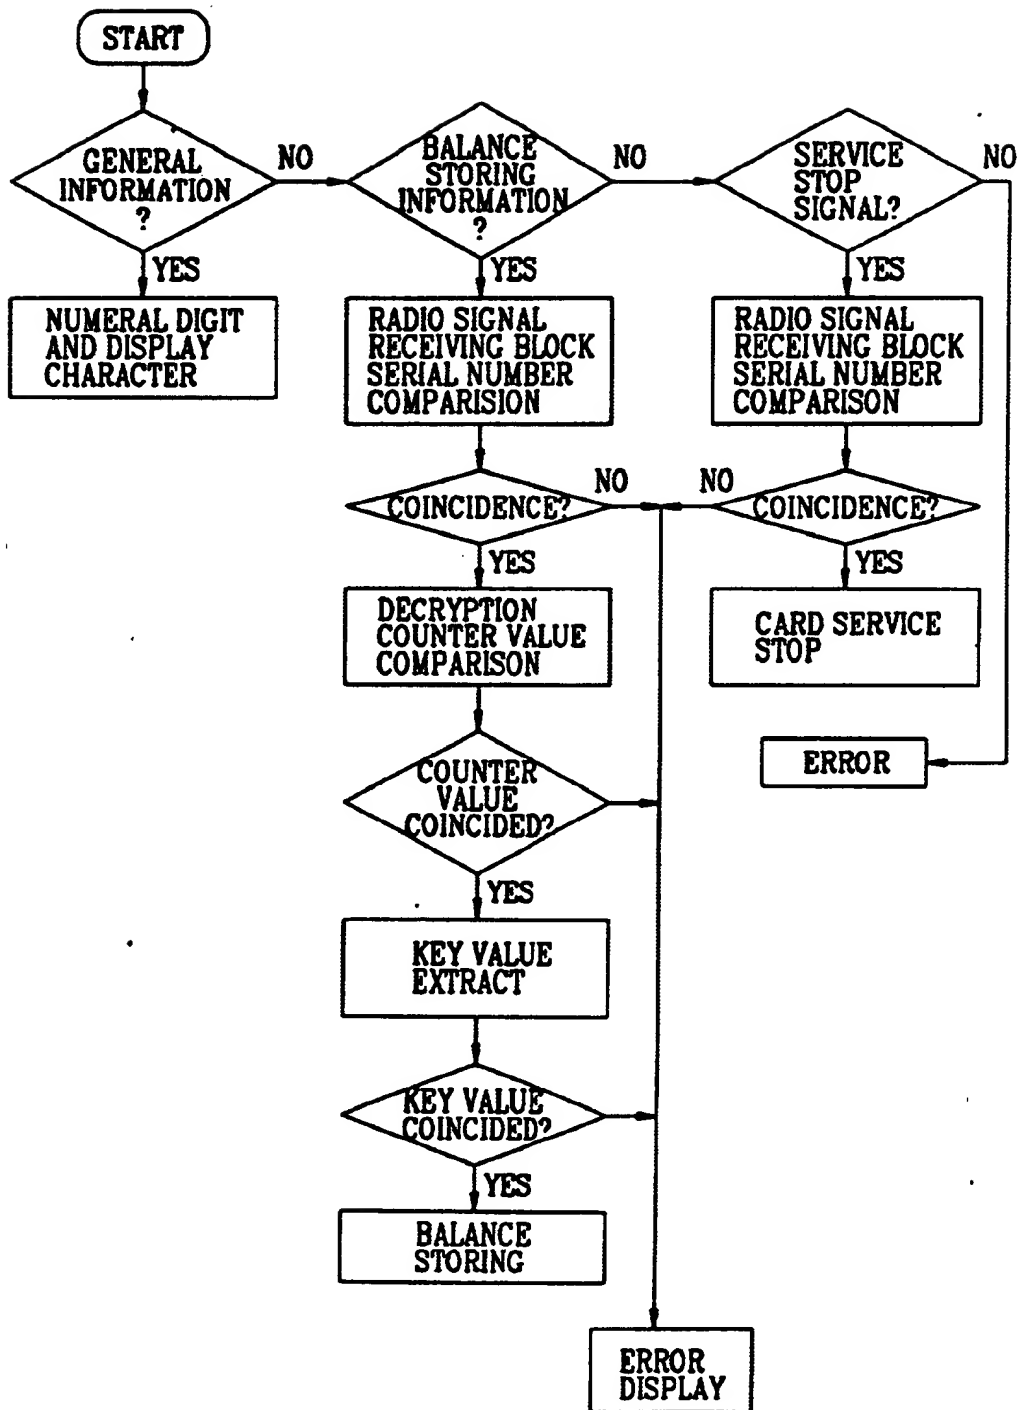 START
GENERAL
INFORMATION
?
NO
BALANCE
STORING
INFORMATION
?
NO
SERVICE
STOP
SIGNAL?
NO
YES
YES
YES
NUMERAL DIGIT
AND DISPLAY
CHARACTER
RADIO SIGNAL
RECEIVING BLOCK
SERIAL NUMBER
COMPARISION
RADIO SIGNAL
RECEIVING BLOCK
SERIAL NUMBER
COMPARISON
COINCIDENCE?
NO
NO
COINCIDENCE?
YES
YES
DECRYPTION
COUNTER VALUE
COMPARISON
CARD SERVICE
STOP
COUNTER
VALUE
COINCIDED?
ERROR
YES
KEY VALUE
EXTRACT
KEY VALUE
COINCIDED?
YES
BALANCE
STORING
ERROR
DISPLAY